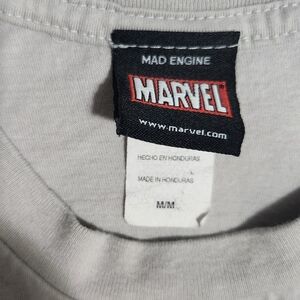 MAD ENGINE
MARVEL
www.marvel.com
HECHO EN HONDURAS
MADE IN HONDURAS
M/M